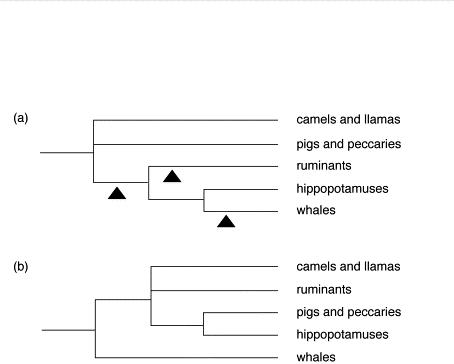 (a)
camels and llamas
pigs and peccaries
ruminants
hippopotamuses
whales
(b)
camels and llamas
ruminants
pigs and peccaries
hippopotamuses
whales